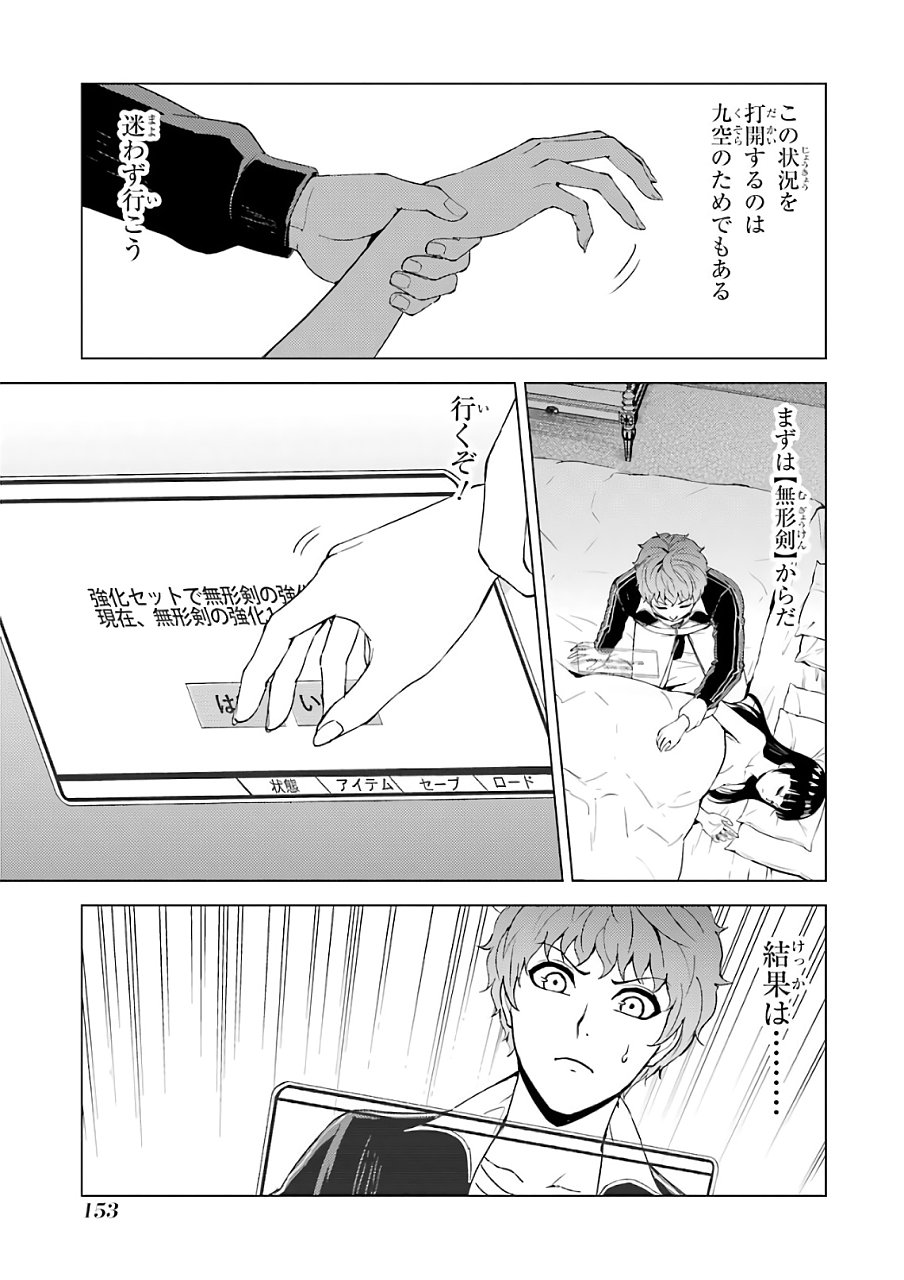 この状況を
打開するのは
九空のためでもある
迷わず行こう
まずは【無形剣】からだ
行くぞ!
強化セットで無形剣の強化
現在、無形剣の強化
は い
状態 アイテム セーブ ロード
結果は………
153